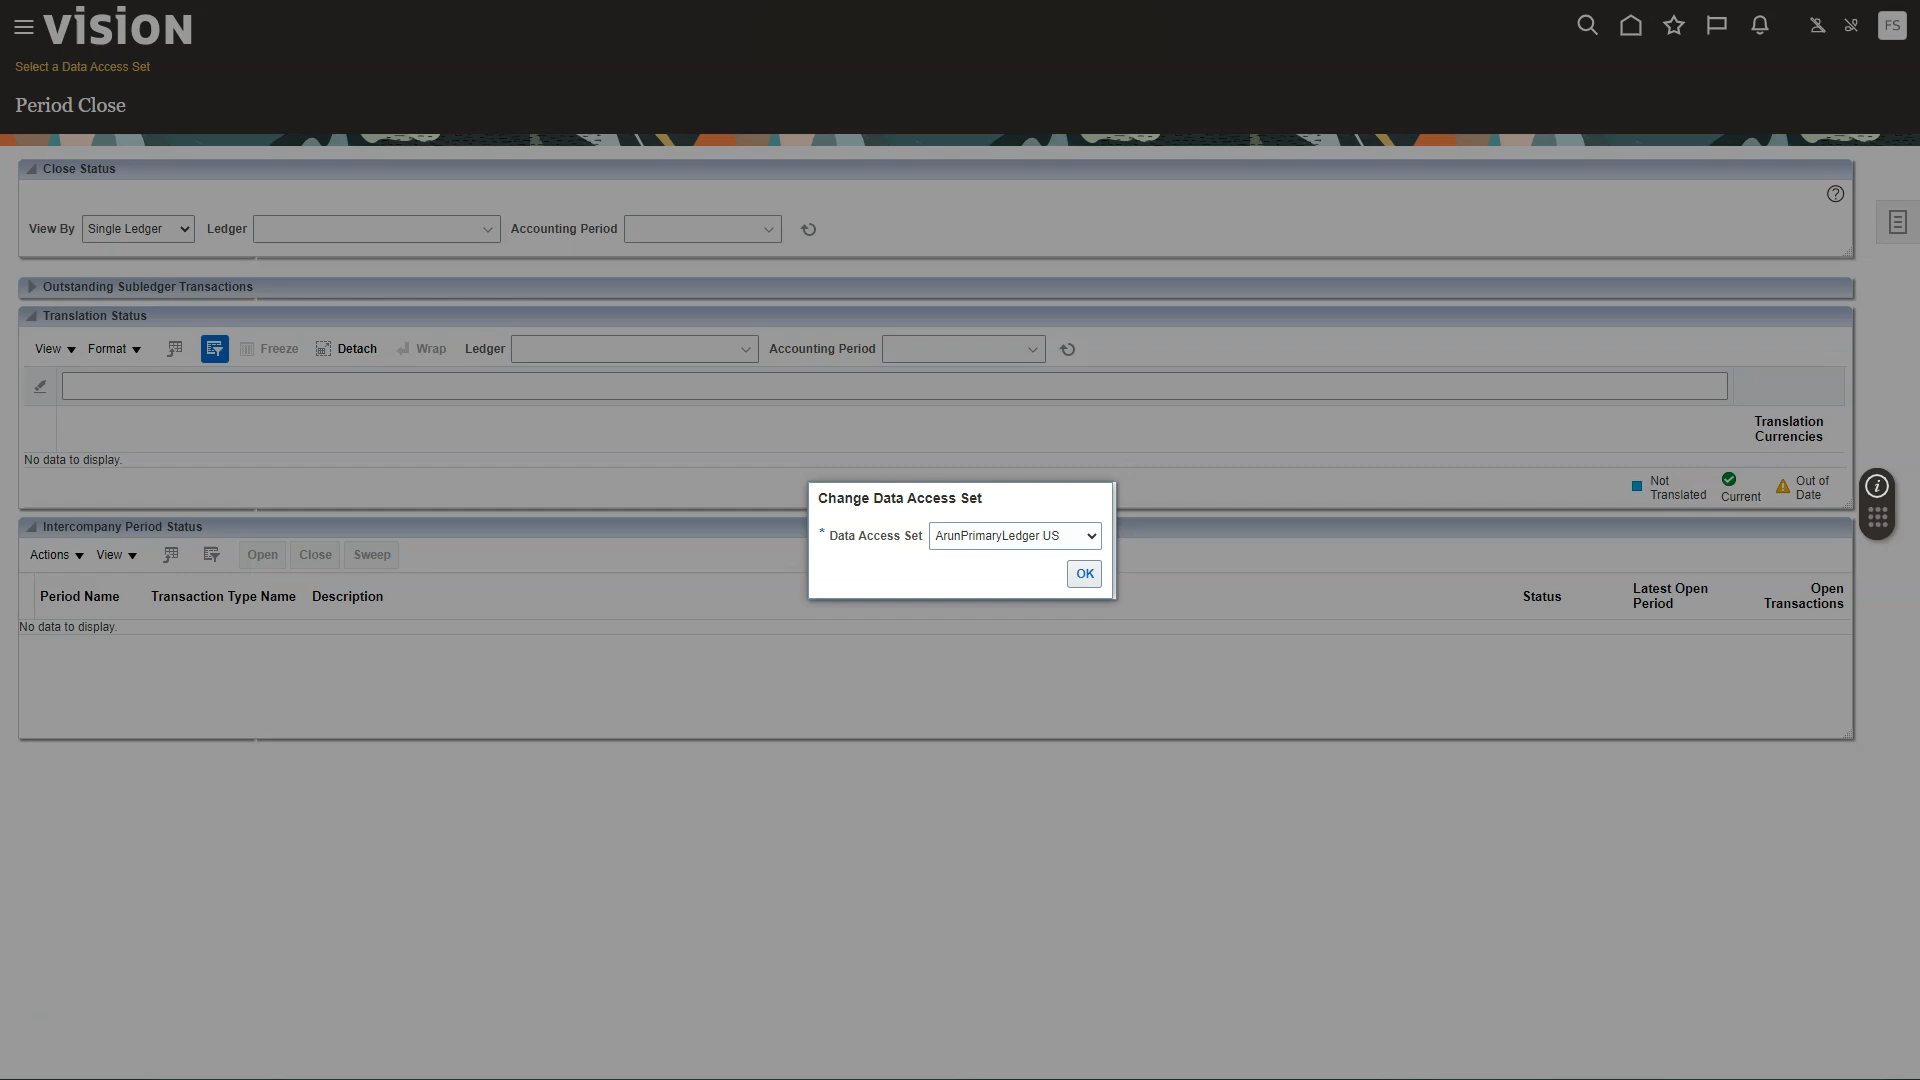 VISION
FS
Select a Data Access Set
Period Close
Close Status
View By Single Ledger Ledger Accounting Period
Outstanding Subledger Transactions
Translation Status
View Format Freeze Detach Wrap Ledger Accounting Period
Translation
Currencies
No data to display.
Not
Translated
Current
Out of
Date
Change Data Access Set
* Data Access Set ArunPrimaryLedger US
OK
Intercompany Period Status
Actions View Open Close Sweep
Period Name Transaction Type Name Description Status Latest Open
Period Open
Transactions
No data to display.